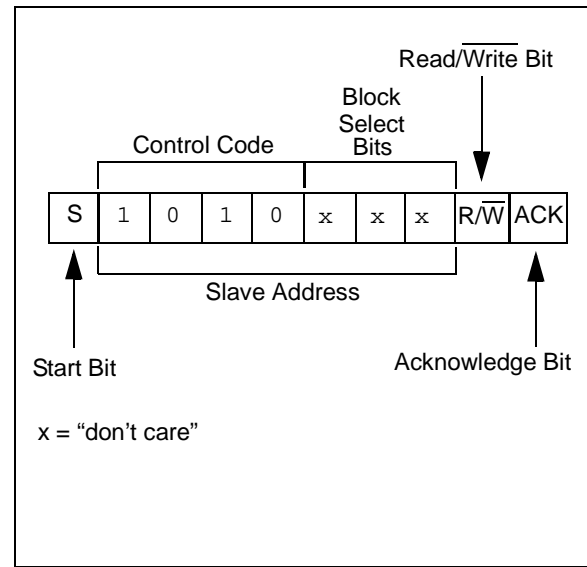 Read/Write Bit
Block
Select
Bits
Control Code
S 1 0 1 0 x x x R/W ACK
Slave Address
Start Bit
Acknowledge Bit
x = “don’t care”